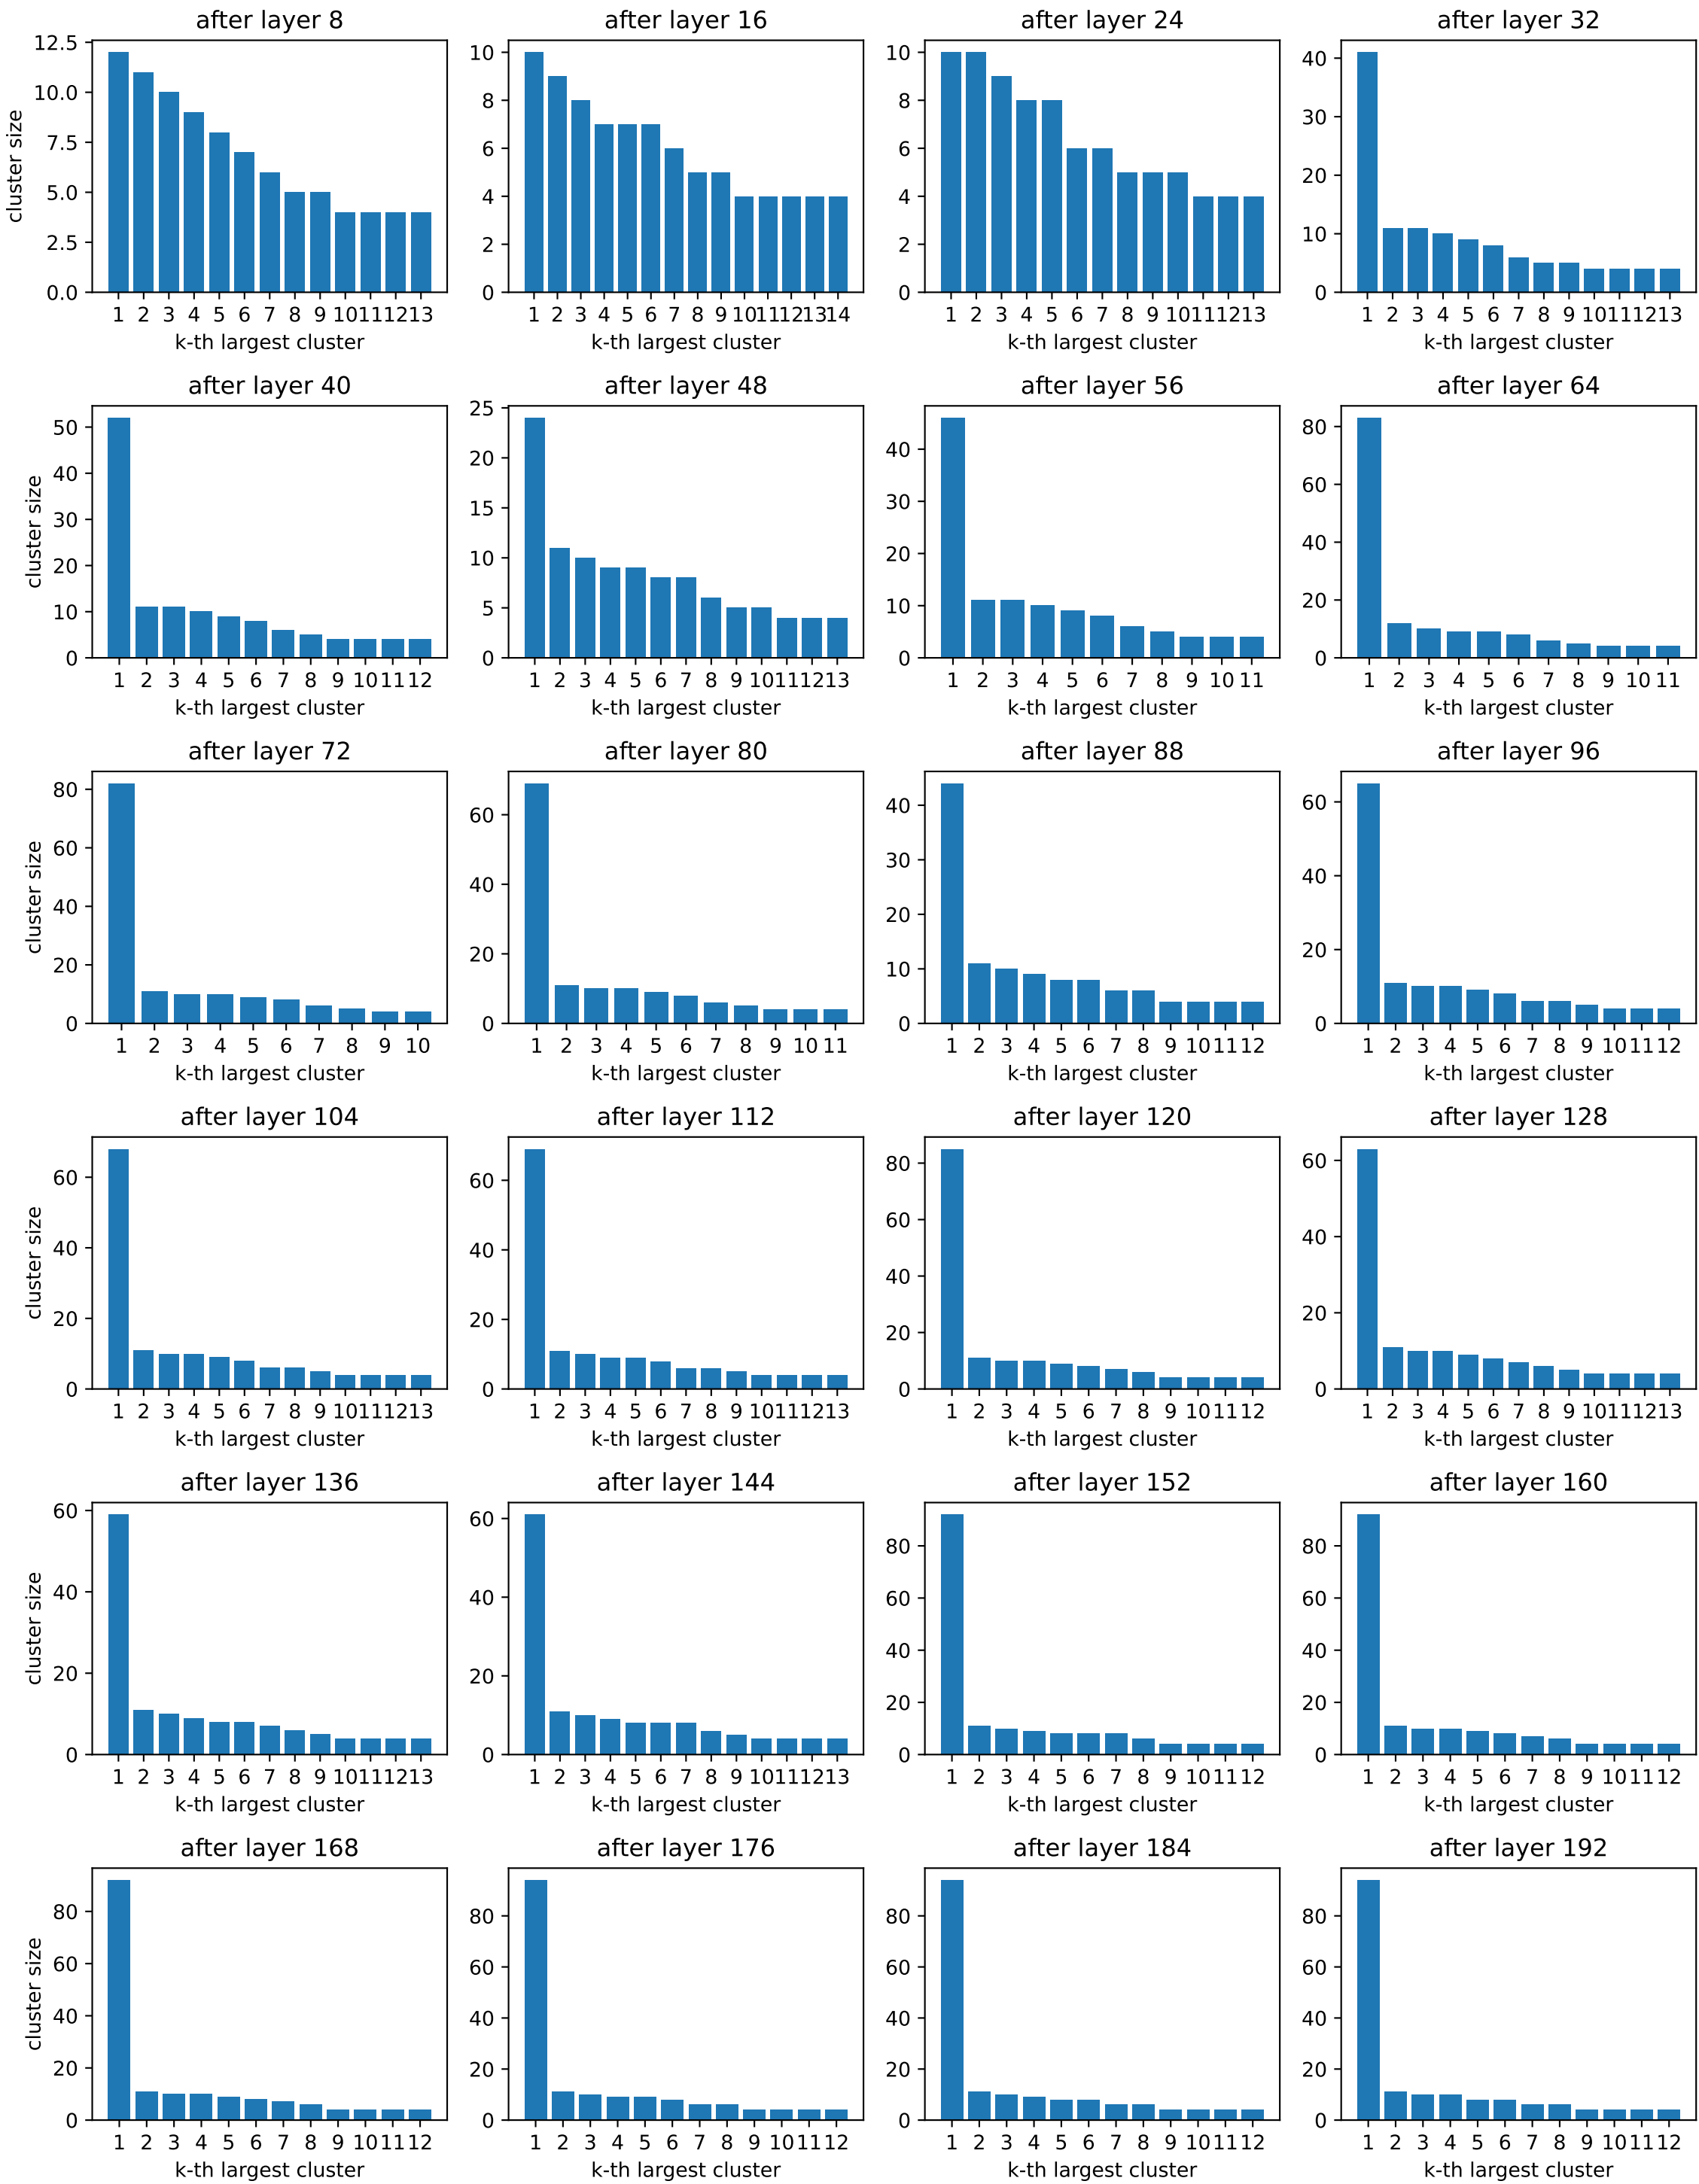 after layer 8
after layer 16
after layer 24
after layer 32
cluster size
12.5
10.0
7.5
5.0
2.5
0.0
1 2 3 4 5 6 7 8 9 10 11 12 13
k-th largest cluster
10
8
6
4
2
0
1 2 3 4 5 6 7 8 9 10 11 12 13 14
k-th largest cluster
10
8
6
4
2
0
1 2 3 4 5 6 7 8 9 10 11 12 13
k-th largest cluster
40
30
20
10
0
1 2 3 4 5 6 7 8 9 10 11 12 13
k-th largest cluster
after layer 40
after layer 48
after layer 56
after layer 64
cluster size
50
40
30
20
10
0
1 2 3 4 5 6 7 8 9 10 11 12
k-th largest cluster
25
20
15
10
5
0
1 2 3 4 5 6 7 8 9 10 11 12 13
k-th largest cluster
40
30
20
10
0
1 2 3 4 5 6 7 8 9 10 11
k-th largest cluster
80
60
40
20
0
1 2 3 4 5 6 7 8 9 10 11
k-th largest cluster
after layer 72
after layer 80
after layer 88
after layer 96
cluster size
80
60
40
20
0
1 2 3 4 5 6 7 8 9 10
k-th largest cluster
60
40
20
0
1 2 3 4 5 6 7 8 9 10 11
k-th largest cluster
40
30
20
10
0
1 2 3 4 5 6 7 8 9 10 11 12
k-th largest cluster
60
40
20
0
1 2 3 4 5 6 7 8 9 10 11 12
k-th largest cluster
after layer 104
after layer 112
after layer 120
after layer 128
cluster size
60
40
20
0
1 2 3 4 5 6 7 8 9 10 11 12 13
k-th largest cluster
60
40
20
0
1 2 3 4 5 6 7 8 9 10 11 12 13
k-th largest cluster
80
60
40
20
0
1 2 3 4 5 6 7 8 9 10 11 12
k-th largest cluster
60
40
20
0
1 2 3 4 5 6 7 8 9 10 11 12 13
k-th largest cluster
after layer 136
after layer 144
after layer 152
after layer 160
cluster size
60
40
20
0
1 2 3 4 5 6 7 8 9 10 11 12 13
k-th largest cluster
60
40
20
0
1 2 3 4 5 6 7 8 9 10 11 12 13
k-th largest cluster
80
60
40
20
0
1 2 3 4 5 6 7 8 9 10 11 12
k-th largest cluster
80
60
40
20
0
1 2 3 4 5 6 7 8 9 10 11 12
k-th largest cluster
after layer 168
after layer 176
after layer 184
after layer 192
cluster size
80
60
40
20
0
1 2 3 4 5 6 7 8 9 10 11 12
k-th largest cluster
80
60
40
20
0
1 2 3 4 5 6 7 8 9 10 11 12
k-th largest cluster
80
60
40
20
0
1 2 3 4 5 6 7 8 9 10 11 12
k-th largest cluster
80
60
40
20
0
1 2 3 4 5 6 7 8 9 10 11 12
k-th largest cluster